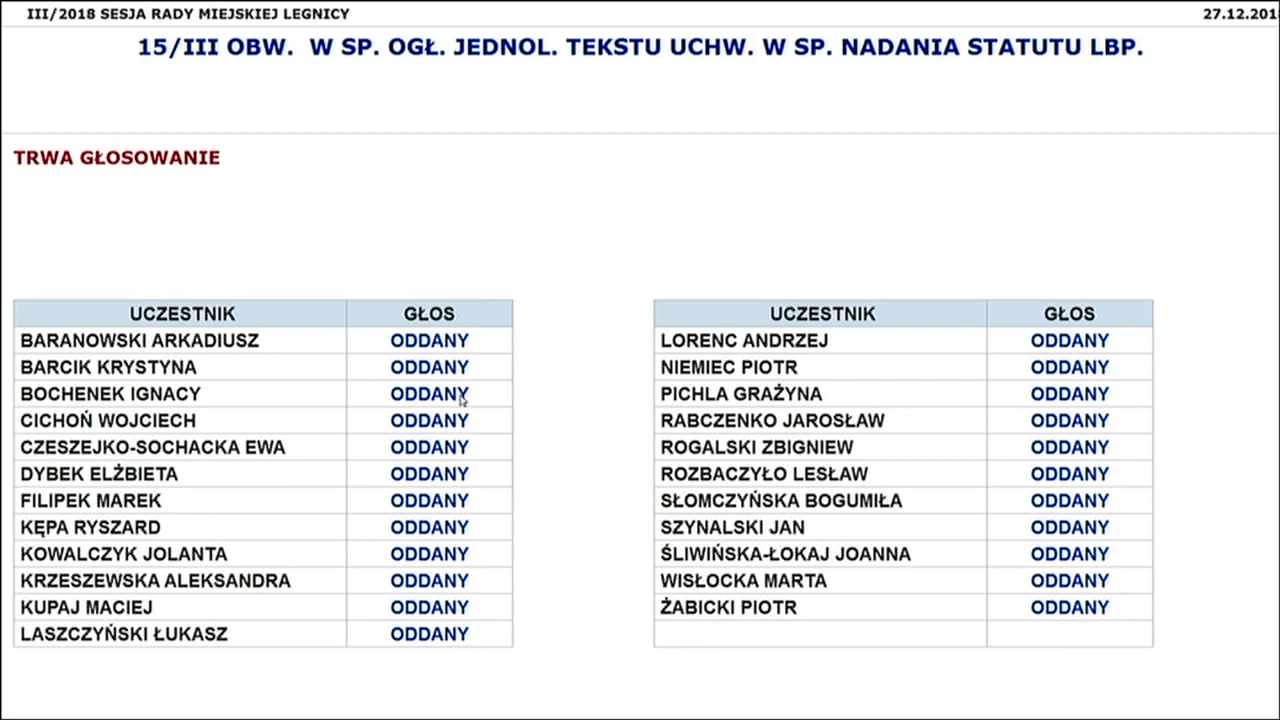 III/2018 SESJA RADY MIEJSKIEJ LEGNICY 27.12.201
15/III OBW. W SP. OGŁ. JEDNOL. TEKSTU UCHW. W SP. NADANIA STATUTU LBP.
TRWA GŁOSOWANIE
UCZESTNIK GŁOS
BARANOWSKI ARKADIUSZ ODDANY
BARCIK KRYSTYNA ODDANY
BOCHENEK IGNACY ODDANY
CICHOŃ WOJCIECH ODDANY
CZESZEJKO-SOCHACKA EWA ODDANY
DYBEK ELŻBIETA ODDANY
FILIPEK MAREK ODDANY
KĘPA RYSZARD ODDANY
KOWALCZYK JOLANTA ODDANY
KRZESZEWSKA ALEKSANDRA ODDANY
KUPAJ MACIEJ ODDANY
LASZCZYŃSKI ŁUKASZ ODDANY
UCZESTNIK GŁOS
LORENC ANDRZEJ ODDANY
NIEMIEC PIOTR ODDANY
PICHLA GRAŻYNA ODDANY
RABCZENKO JAROSŁAW ODDANY
ROGALSKI ZBIGNIEW ODDANY
ROZBACZYŁO LESŁAW ODDANY
SŁOMCZYŃSKA BOGUMIŁA ODDANY
SZYNALSKI JAN ODDANY
ŚLIWIŃSKA-ŁOKAJ JOANNA ODDANY
WISŁOCKA MARTA ODDANY
ŻABICKI PIOTR ODDANY